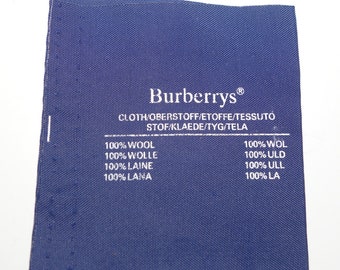 Burberrys®
CLOTH/OBERSTOFF/ETOFFE/TESSUTO
STOF/KLAEDE/TYG/TELA
100% WOOL 100% WOL
100% WOLLE 100% ULD
100% LAINE 100% ULL
100% LANA 100% LA